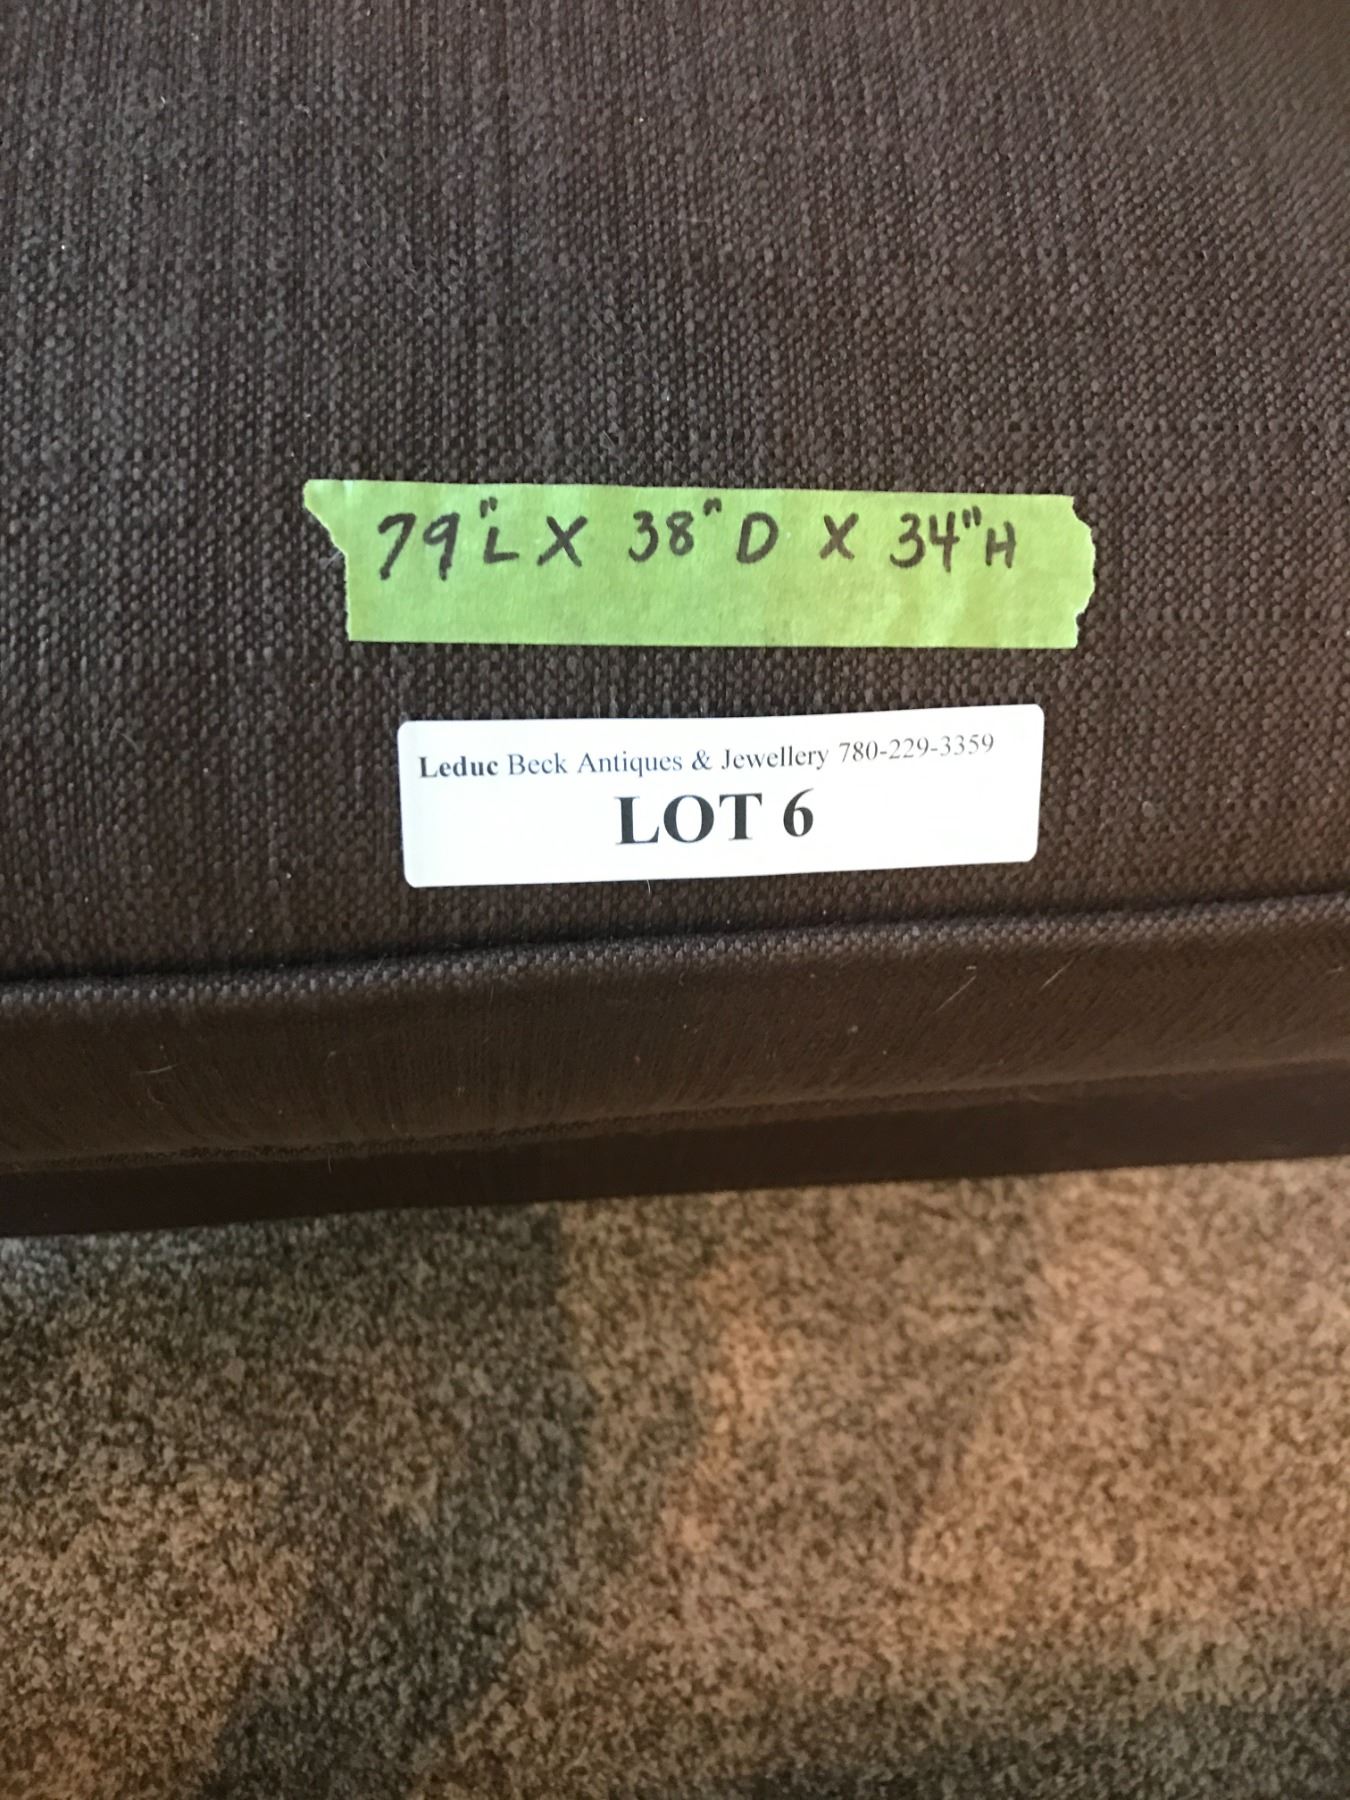 79"L X 38" D X 34"H
Leduc Beck Antiques & Jewellery 780-229-3359
LOT 6